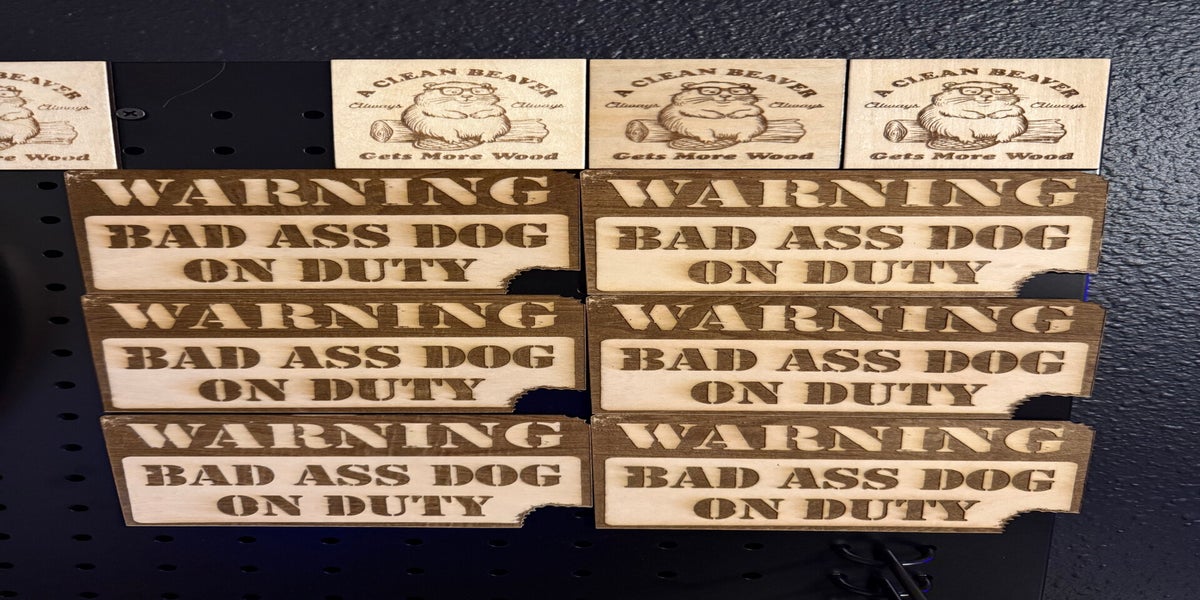 A CLEAN BEAVER
Always Always
Gets More Wood
A CLEAN BEAVER
Always Always
Gets More Wood
A CLEAN BEAVER
Always Always
Gets More Wood
Always
re Wood
WARNING
BAD ASS DOG
ON DUTY
WARNING
BAD ASS DOG
ON DUTY
WARNING
BAD ASS DOG
ON DUTY
WARNING
BAD ASS DOG
ON DUTY
WARNING
BAD ASS DOG
ON DUTY
WARNING
BAD ASS DOG
ON DUTY